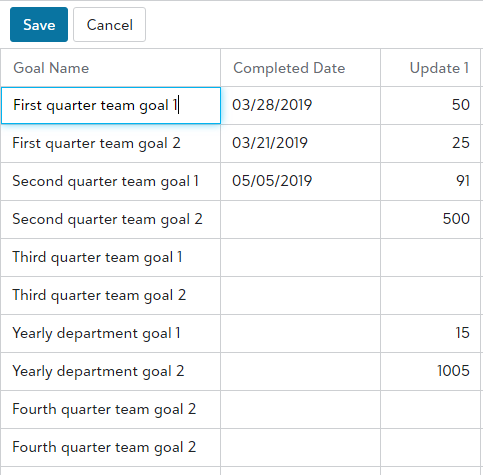 Save Cancel
Goal Name Completed Date Update 1
First quarter team goal 1 03/28/2019 50
First quarter team goal 2 03/21/2019 25
Second quarter team goal 1 05/05/2019 91
Second quarter team goal 2 500
Third quarter team goal 1
Third quarter team goal 2
Yearly department goal 1 15
Yearly department goal 2 1005
Fourth quarter team goal 2
Fourth quarter team goal 2